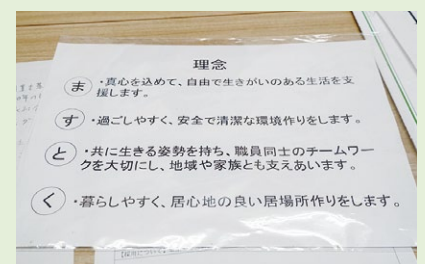 理念
ま ・真心を込めて、自由で生きがいのある生活を支
援します。
す ・過ごしやすく、安全で清潔な環境作りをします。
と ・共に生きる姿勢を持ち、職員同士のチームワー
クを大切にし、地域や家族とも支えあいます。
く ・暮らしやすく、居心地の良い居場所作りをします。